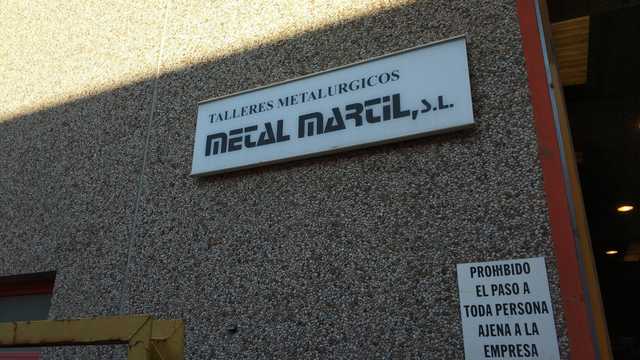 TALLERES METALURGICOS
METAL MARTIL, S.L.
PROHIBIDO
EL PASO A
TODA PERSONA
AJENA A LA
EMPRESA